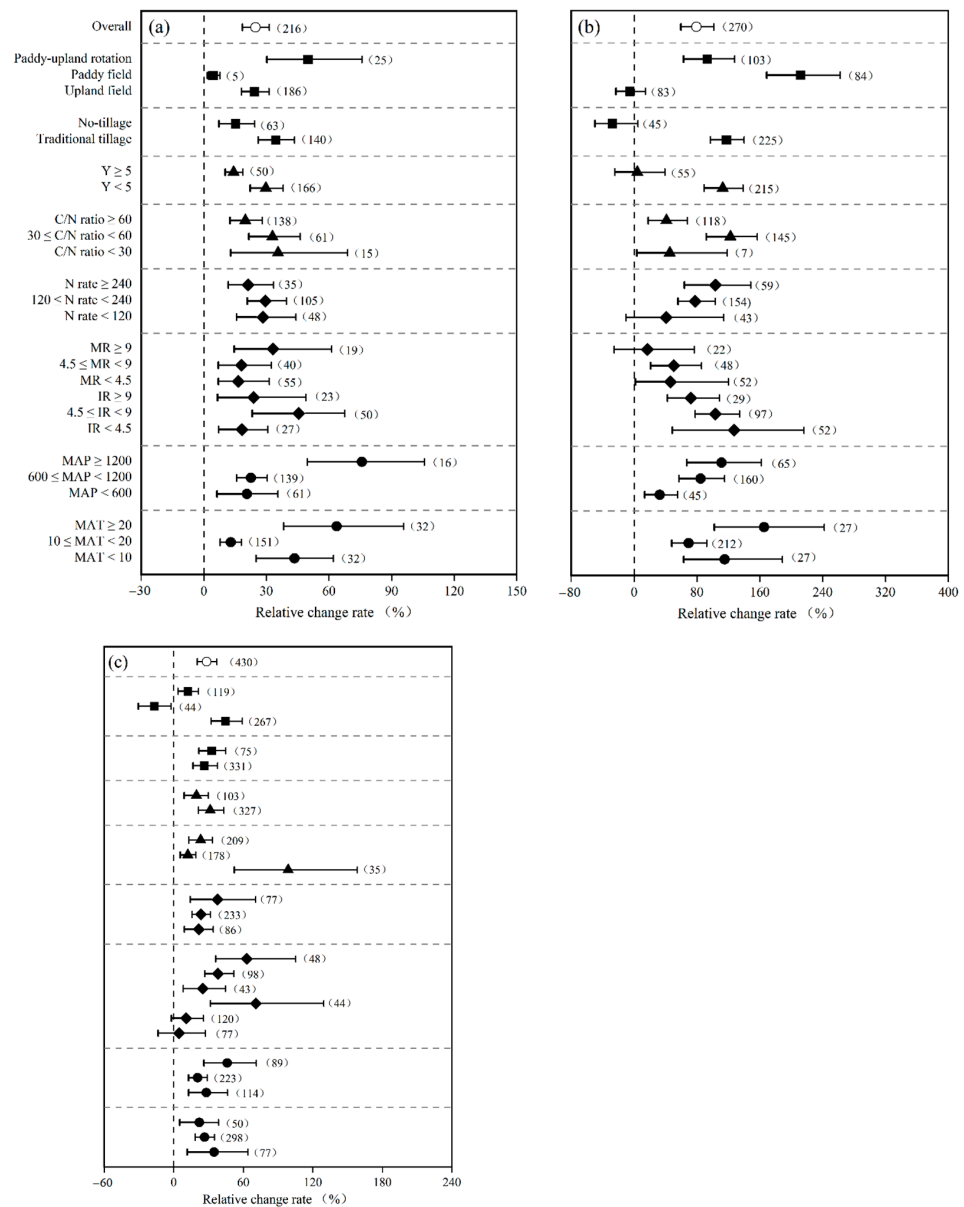 (a)
Overall (216)
Paddy-upland rotation (25)
Paddy field (5)
Upland field (186)
No-tillage (63)
Traditional tillage (140)
Y ≥ 5 (50)
Y < 5 (166)
C/N ratio > 60 (138)
30 ≤ C/N ratio < 60 (61)
C/N ratio < 30 (15)
N rate ≥ 240 (35)
120 < N rate < 240 (105)
N rate < 120 (48)
MR ≥ 9 (19)
4.5 ≤ MR < 9 (40)
MR < 4.5 (55)
IR ≥ 9 (23)
4.5 ≤ IR < 9 (50)
IR < 4.5 (27)
MAP ≥ 1200 (16)
600 ≤ MAP < 1200 (139)
MAP < 600 (61)
MAT ≥ 20 (32)
10 ≤ MAT < 20 (151)
MAT < 10 (32)
-30 0 30 60 90 120 150
Relative change rate (%)
(b)
(270)
(103)
(84)
(83)
(45)
(225)
(55)
(215)
(118)
(145)
(7)
(59)
(154)
(43)
(22)
(48)
(52)
(29)
(97)
(52)
(65)
(160)
(45)
(27)
(212)
(27)
-80 0 80 160 240 320 400
Relative change rate (%)
(c)
(430)
(119)
(44)
(267)
(75)
(331)
(103)
(327)
(209)
(178)
(35)
(77)
(233)
(86)
(48)
(98)
(43)
(44)
(120)
(77)
(89)
(223)
(114)
(50)
(298)
(77)
-60 0 60 120 180 240
Relative change rate (%)